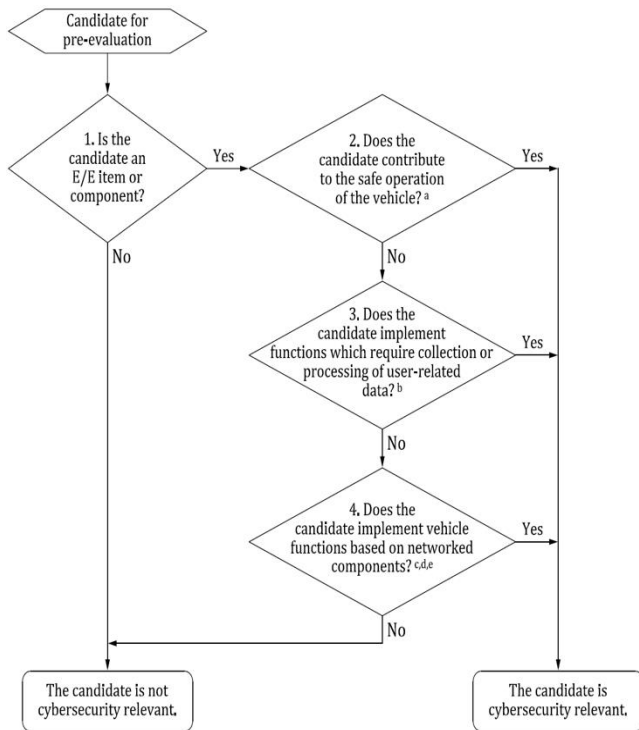 Candidate for
pre-evaluation
1. Is the
candidate an
E/E item or
component?
Yes
No
2. Does the
candidate contribute
to the safe operation
of the vehicle? a
Yes
No
3. Does the
candidate implement
functions which require collection or
processing of user-related
data? b
Yes
No
4. Does the
candidate implement vehicle
functions based on networked
components? c,d,e
Yes
No
The candidate is not
cybersecurity relevant.
The candidate is
cybersecurity relevant.